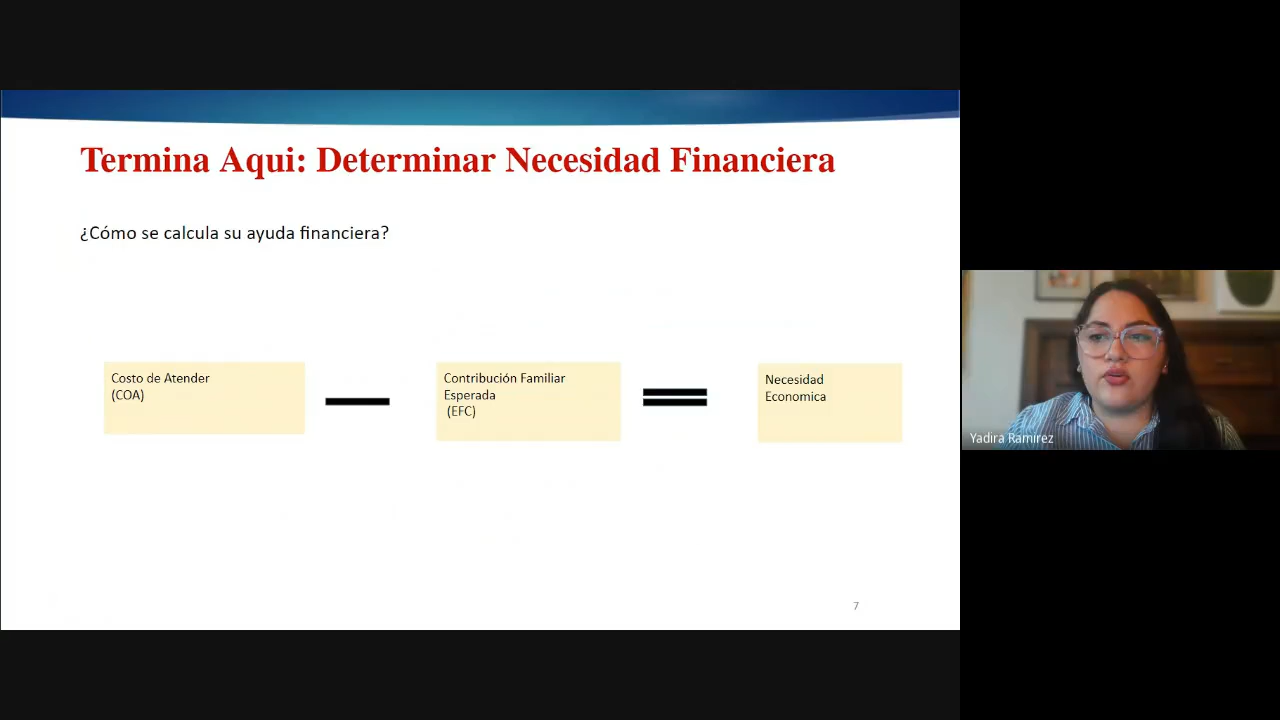 Termina Aqui: Determinar Necesidad Financiera
¿Cómo se calcula su ayuda financiera?
Costo de Atender
(COA)
Contribución Familiar
Esperada
(EFC)
Necesidad
Economica
7
Yadira Ramirez